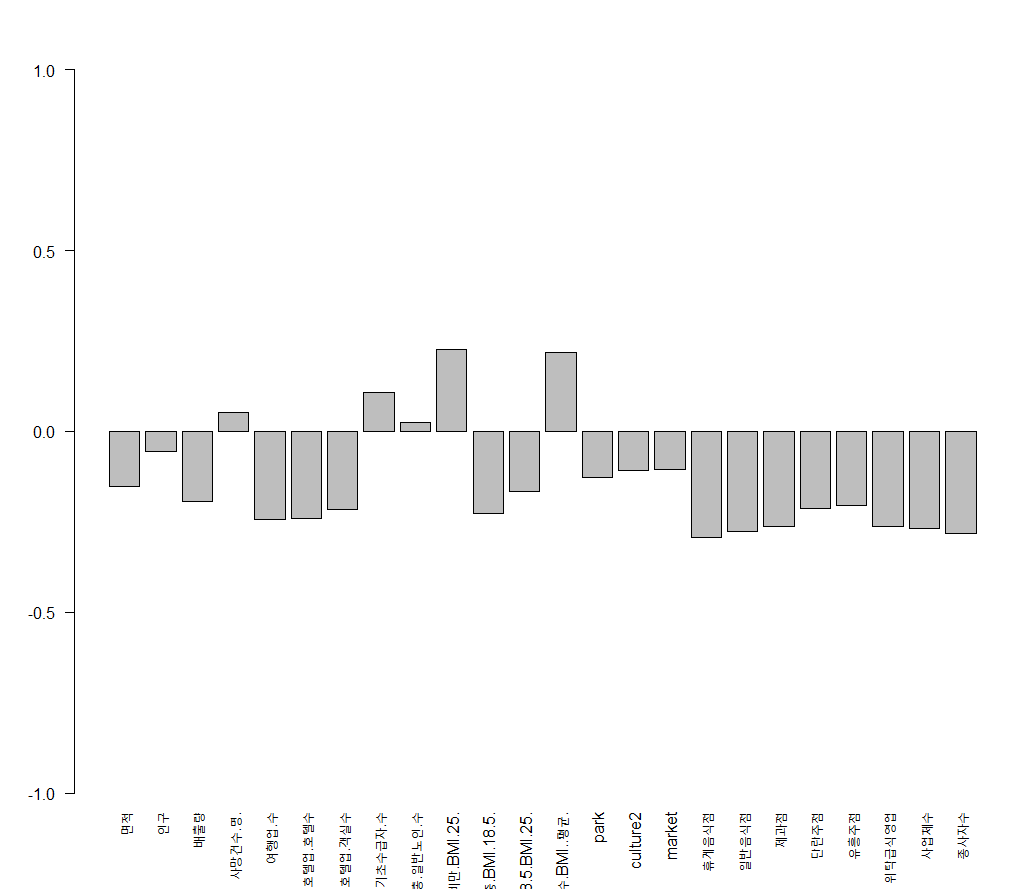 1.0
0.5
0.0
-0.5
-1.0
면적
인구
배출량
사망건수.명.
여행업.수
호텔업.호텔수
호텔업.객실수
기초수급자.수
.일반노인.수
비만.BMI.25.
.BMI.18.5.
8.5.BMI.25.
수.BMI..평균.
park
culture2
market
휴게음식점
일반음식점
제과점
단란주점
유흥주점
위탁급식영업
사업체수
종사자수